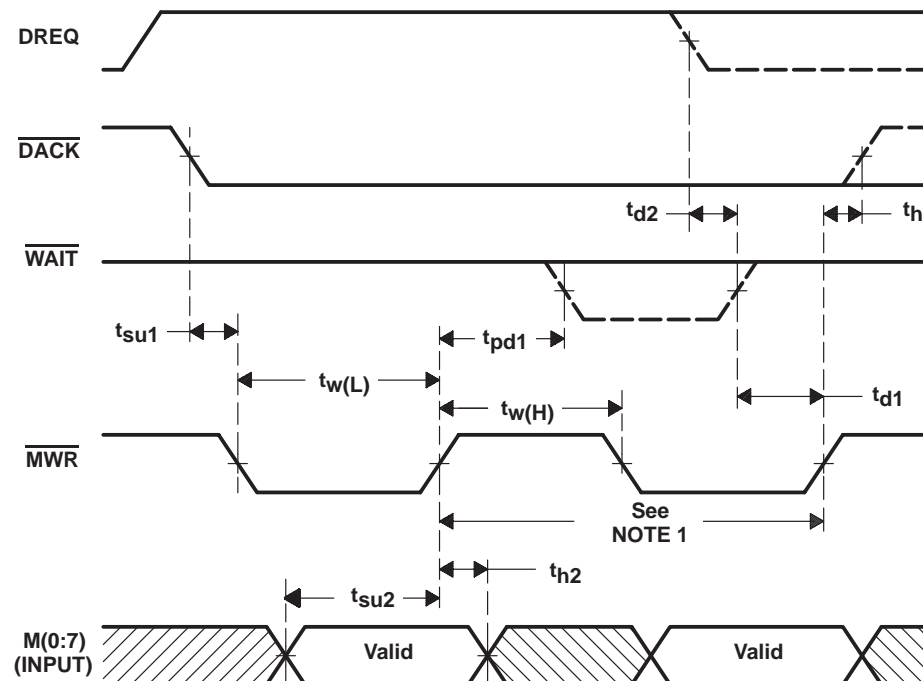 DREQ
DACK
td2
th
WAIT
tsu1
tpd1
tw(L)
tw(H)
td1
MWR
See
NOTE 1
th2
tsu2
M(0:7)
(INPUT)
Valid
Valid